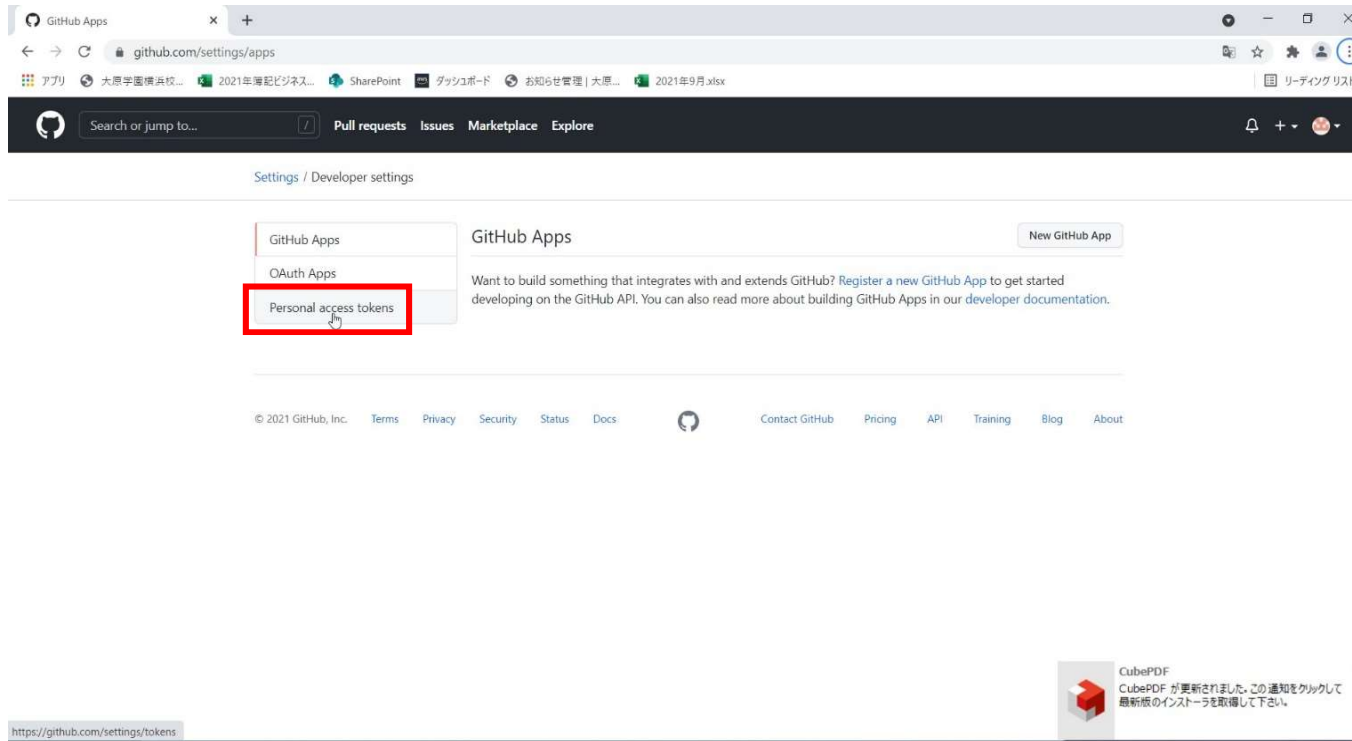 GitHub Apps
github.com/settings/apps
アプリ 大原学園横浜校... 2021年簿記ビジネス... SharePoint ダッシュボード お知らせ管理 | 大原... 2021年9月.xlsx リーディング リスト
Search or jump to... / Pull requests Issues Marketplace Explore
Settings / Developer settings
GitHub Apps
OAuth Apps
Personal access tokens
GitHub Apps
New GitHub App
Want to build something that integrates with and extends GitHub? Register a new GitHub App to get started
developing on the GitHub API. You can also read more about building GitHub Apps in our developer documentation.
© 2021 GitHub, Inc. Terms Privacy Security Status Docs Contact GitHub Pricing API Training Blog About
CubePDF
CubePDF が更新されました。この通知をクリックして
最新版のインストーラを取得して下さい。
https://github.com/settings/tokens